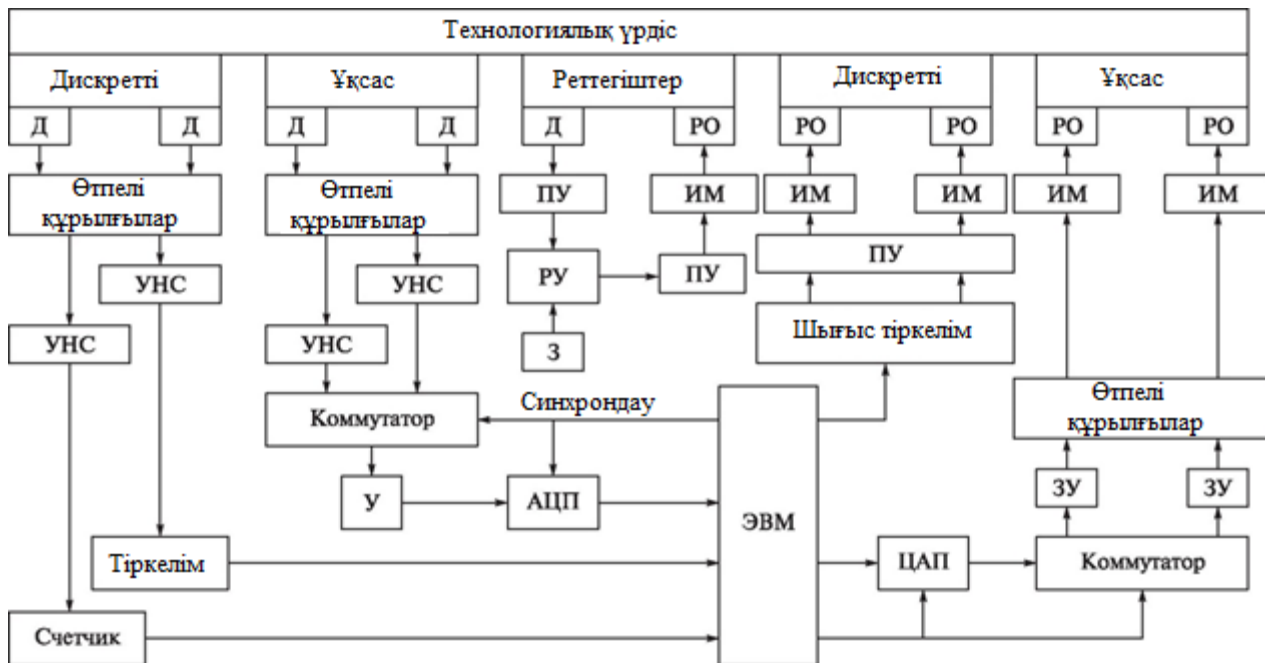 Технологиялық үрдіс
Дискретті Ұқсас Реттегіштер Дискретті Ұқсас
Д Д Д Д Д РО РО РО РО РО
Өтпелі құрылғылар
Өтпелі құрылғылар
ПУ ИМ ИМ ИМ ИМ ИМ
УНС УНС РУ ПУ ПУ
УНС УНС З Шығыс тіркелім
Коммутатор Синхрондау Өтпелі құрылғылар
У АЦП ЭВМ ЗУ ЗУ
Тіркелім ЦАП Коммутатор
Счетчик